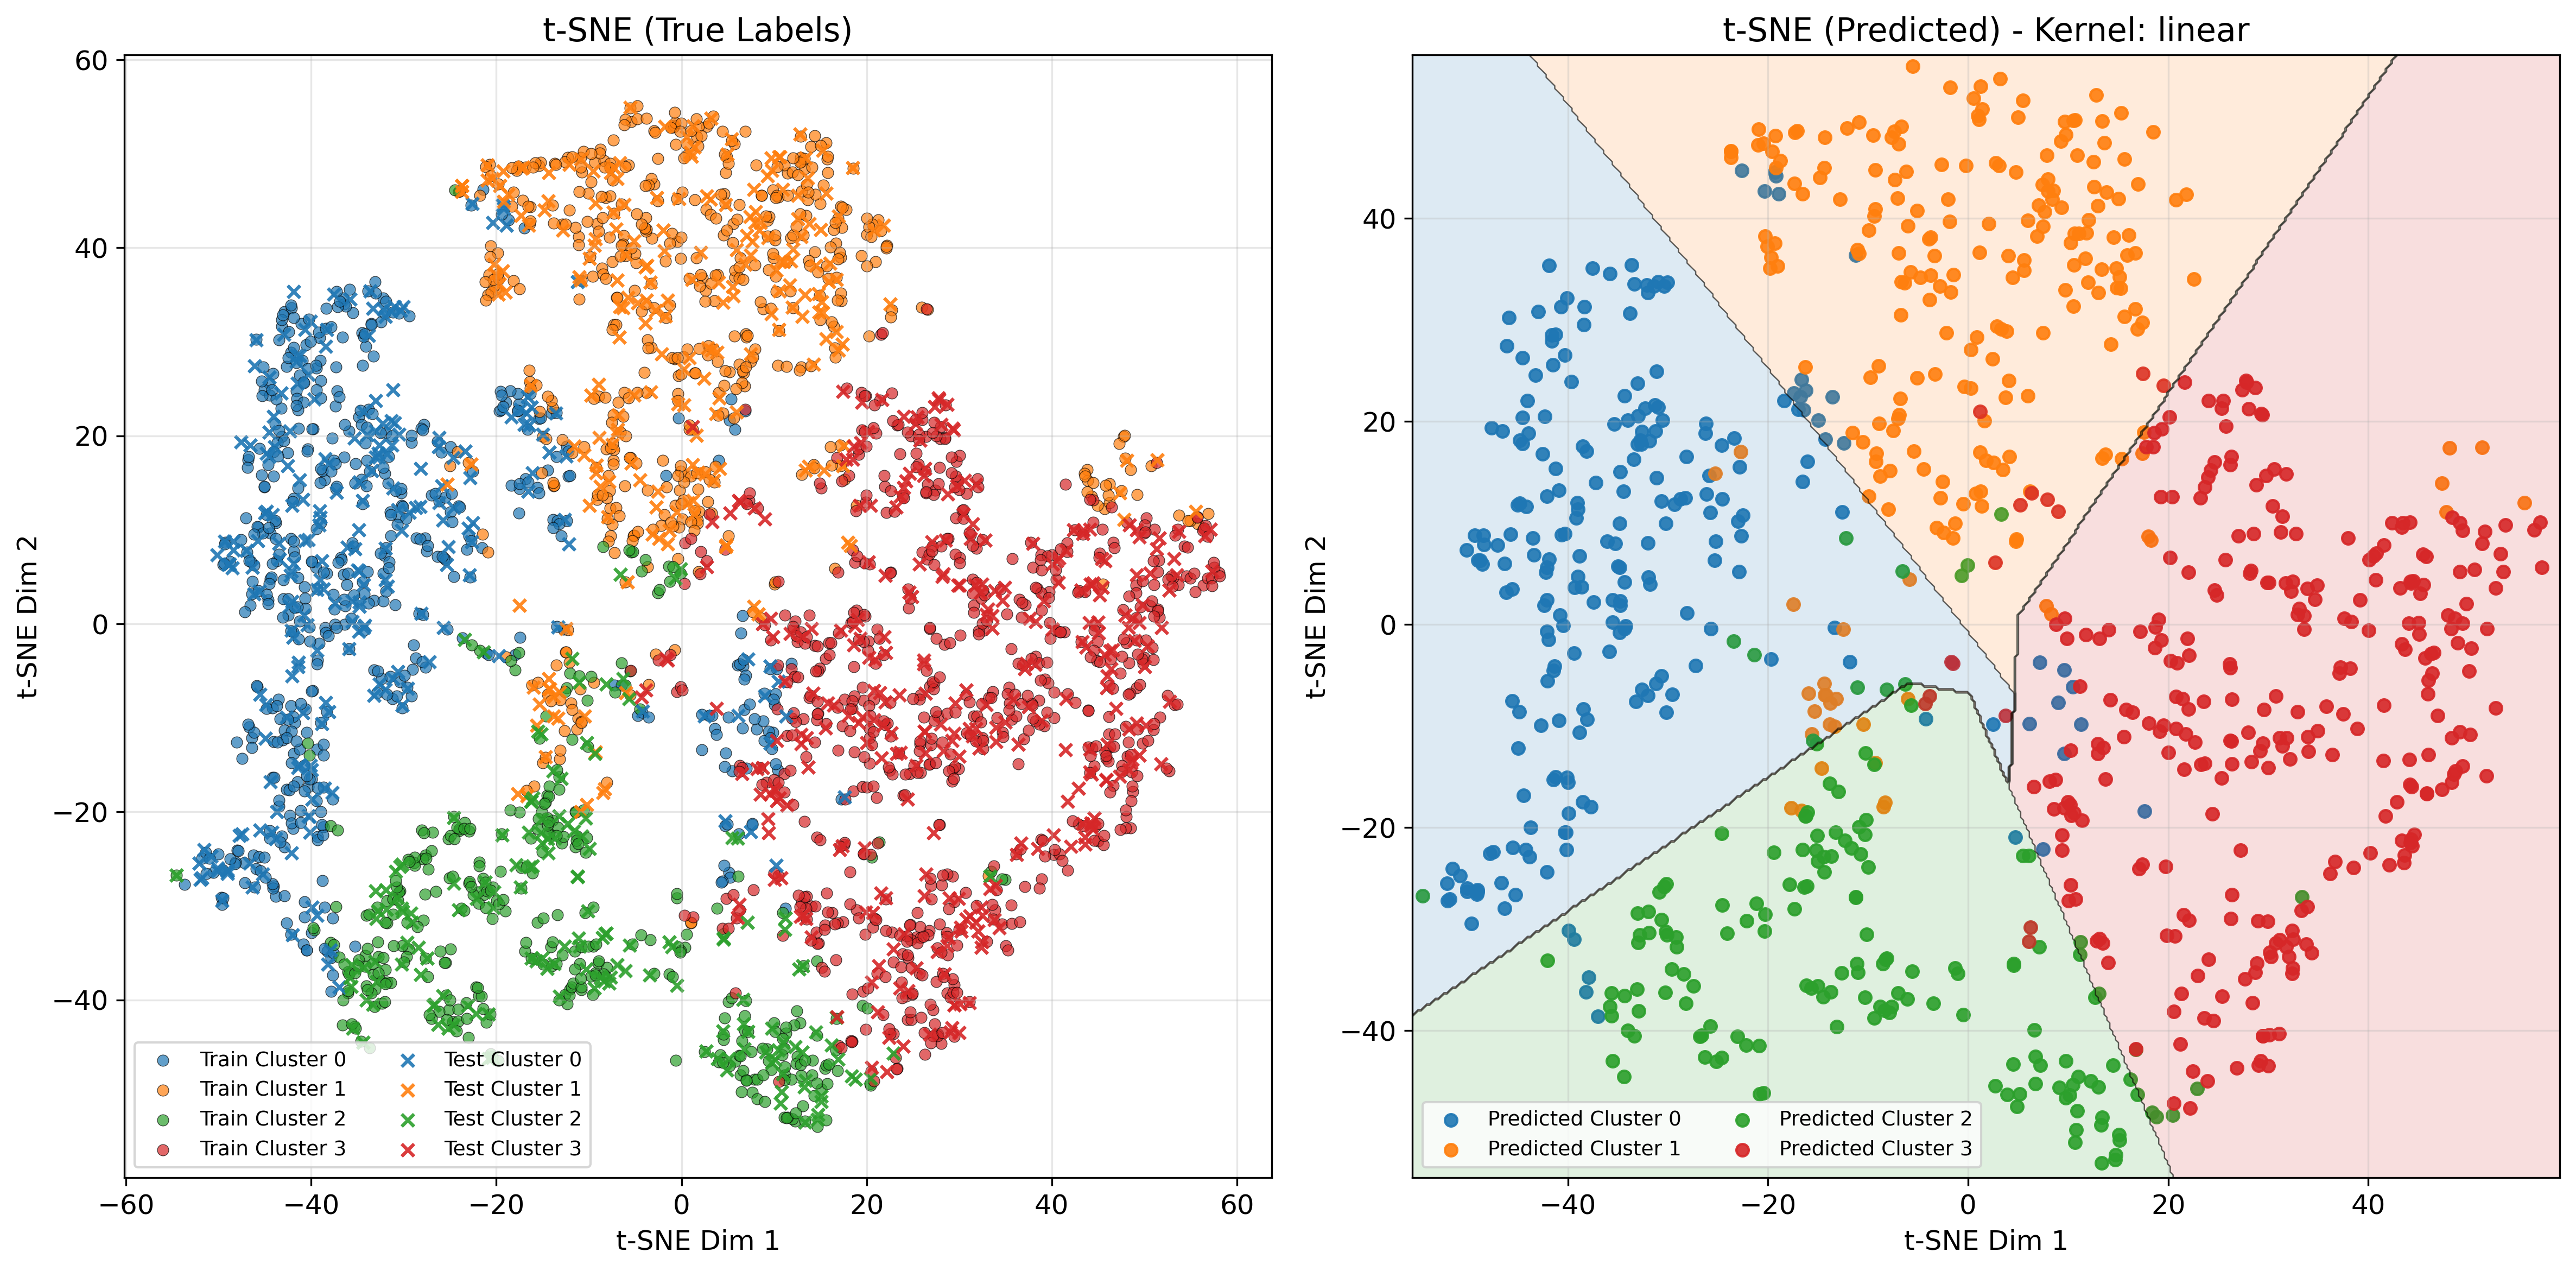 t-SNE (True Labels)
60
40
20
0
−20
−40
t-SNE Dim 2
−60
−40
−20
0
20
40
60
t-SNE Dim 1
Train Cluster 0
Train Cluster 1
Train Cluster 2
Train Cluster 3
Test Cluster 0
Test Cluster 1
Test Cluster 2
Test Cluster 3
t-SNE (Predicted) - Kernel: linear
40
20
0
−20
−40
t-SNE Dim 2
−40
−20
0
20
40
t-SNE Dim 1
Predicted Cluster 0
Predicted Cluster 1
Predicted Cluster 2
Predicted Cluster 3